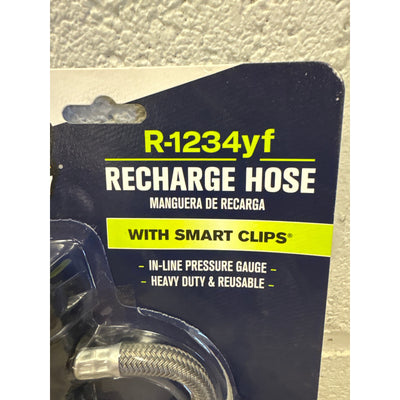 R-1234yf
RECHARGE HOSE
MANGUERA DE RECARGA
WITH SMART CLIPS®
- IN-LINE PRESSURE GAUGE -
- HEAVY DUTY & REUSABLE -